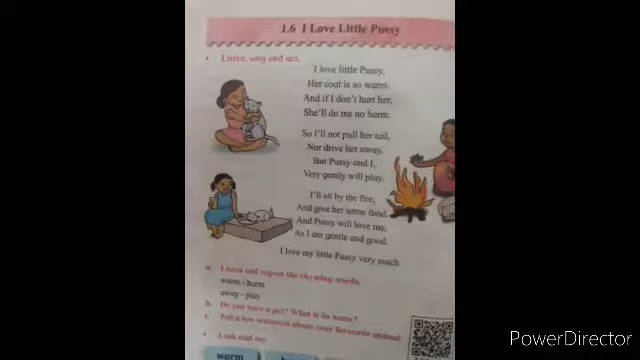 1.6 I Love Little Pussy
Listen, sing and act.
I love little Pussy,
Her coat is so warm,
And if I don't hurt her,
She'll do me no harm.
So I'll not pull her tail,
Nor drive her away,
But Pussy and I,
Very gently will play.
I'll sit by the fire,
And give her some food,
And Pussy will love me,
As I am gentle and good.
I love my little Pussy very much
a. Listen and repeat the rhyming words.
warm - harm
away - play
b. Do you have a pet? What is its name?
c. Tell a few sentences about your favourite animal.
Look and say.
worm
PowerDirector